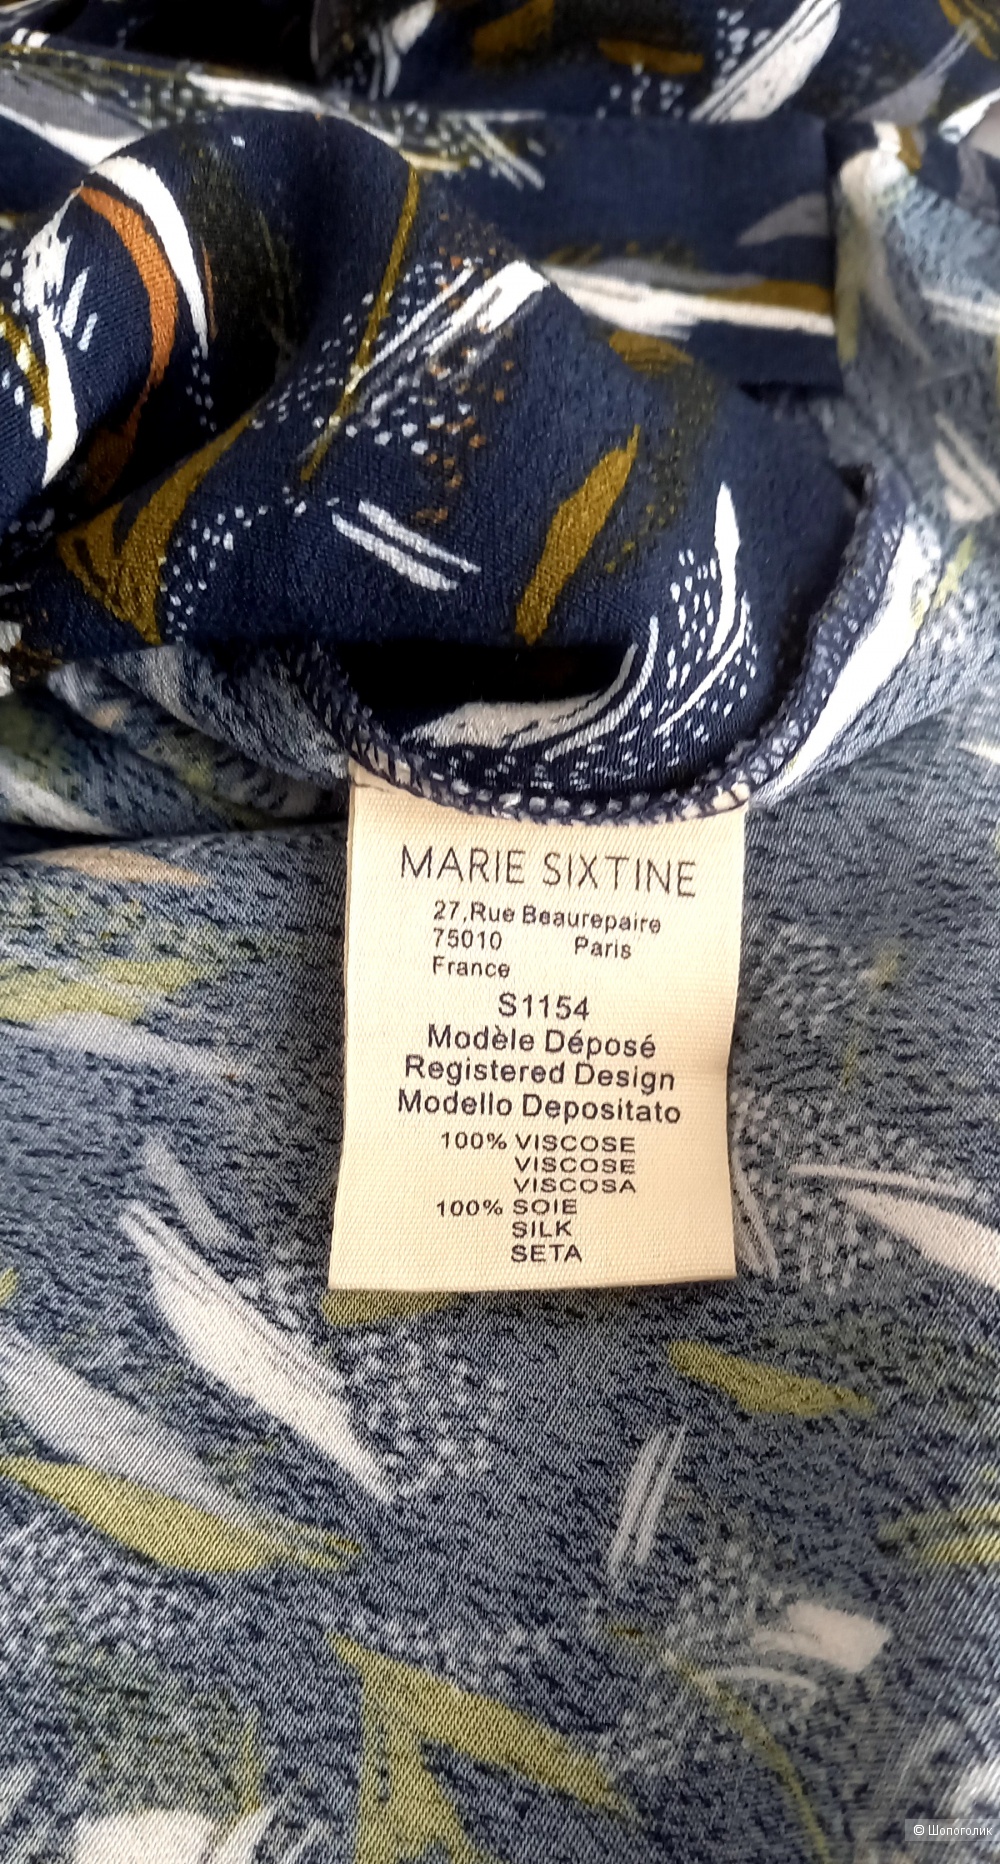 MARIE SIXTINE
27,Rue Beaurepaire
75010 Paris
France
S1154
Modèle Déposé
Registered Design
Modello Depositato
100% VISCOSE
VISCOSE
VISCOSA
100% SOIE
SILK
SETA
© Шопоголик